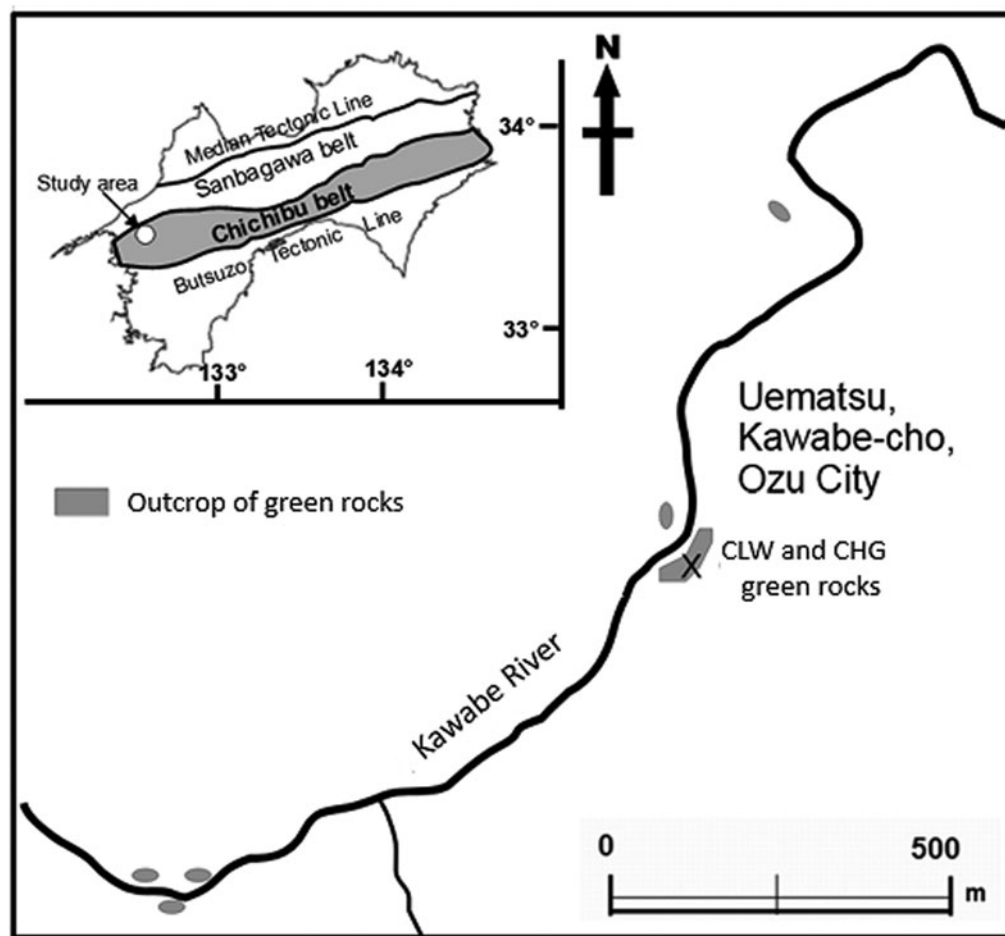 N
Median Tectonic Line
34°
Sanbagawa belt
Study area
Chichibu belt
Butsuzo Tectonic Line
33°
133°
134°
Uematsu,
Kawabe-cho,
Ozu City
Outcrop of green rocks
CLW and CHG
green rocks
X
Kawabe River
0
500
m